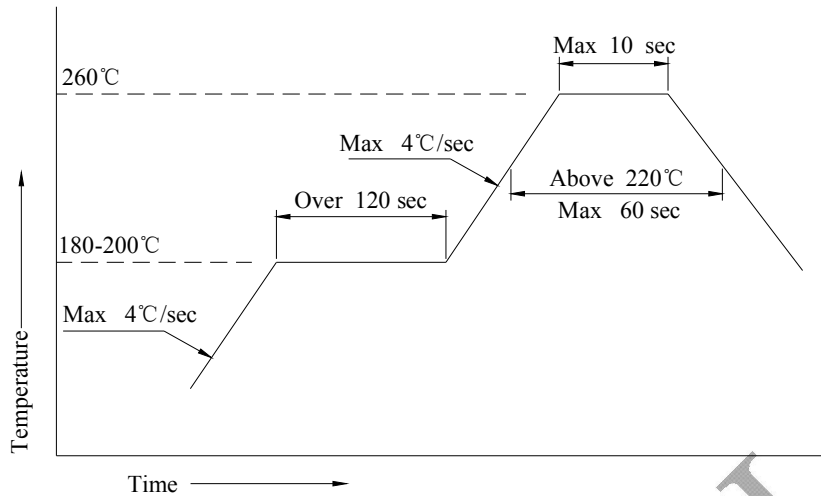 Max 10 sec
260℃
Max 4℃/sec
Above 220℃
Max 60 sec
Over 120 sec
180-200℃
Max 4℃/sec
Temperature
Time